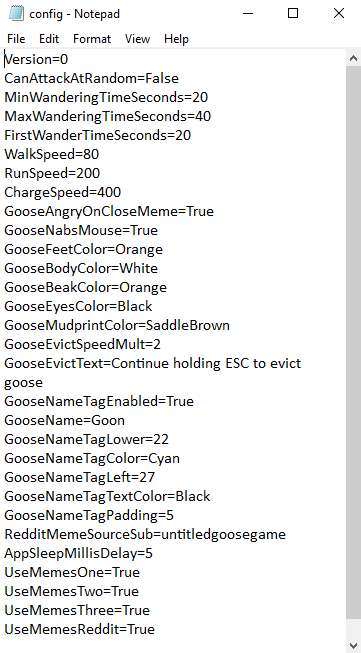 config - Notepad
File Edit Format View Help
Version=0
CanAttackAtRandom=False
MinWanderingTimeSeconds=20
MaxWanderingTimeSeconds=40
FirstWanderTimeSeconds=20
WalkSpeed=80
RunSpeed=200
ChargeSpeed=400
GooseAngryOnCloseMeme=True
GooseNabsMouse=True
GooseFeetColor=Orange
GooseBodyColor=White
GooseBeakColor=Orange
GooseEyesColor=Black
GooseMudprintColor=SaddleBrown
GooseEvictSpeedMult=2
GooseEvictText=Continue holding ESC to evict
goose
GooseNameTagEnabled=True
GooseName=Goon
GooseNameTagLower=22
GooseNameTagColor=Cyan
GooseNameTagLeft=27
GooseNameTagTextColor=Black
GooseNameTagPadding=5
RedditMemeSourceSub=untitledgoosegame
AppSleepMillisDelay=5
UseMemesOne=True
UseMemesTwo=True
UseMemesThree=True
UseMemesReddit=True